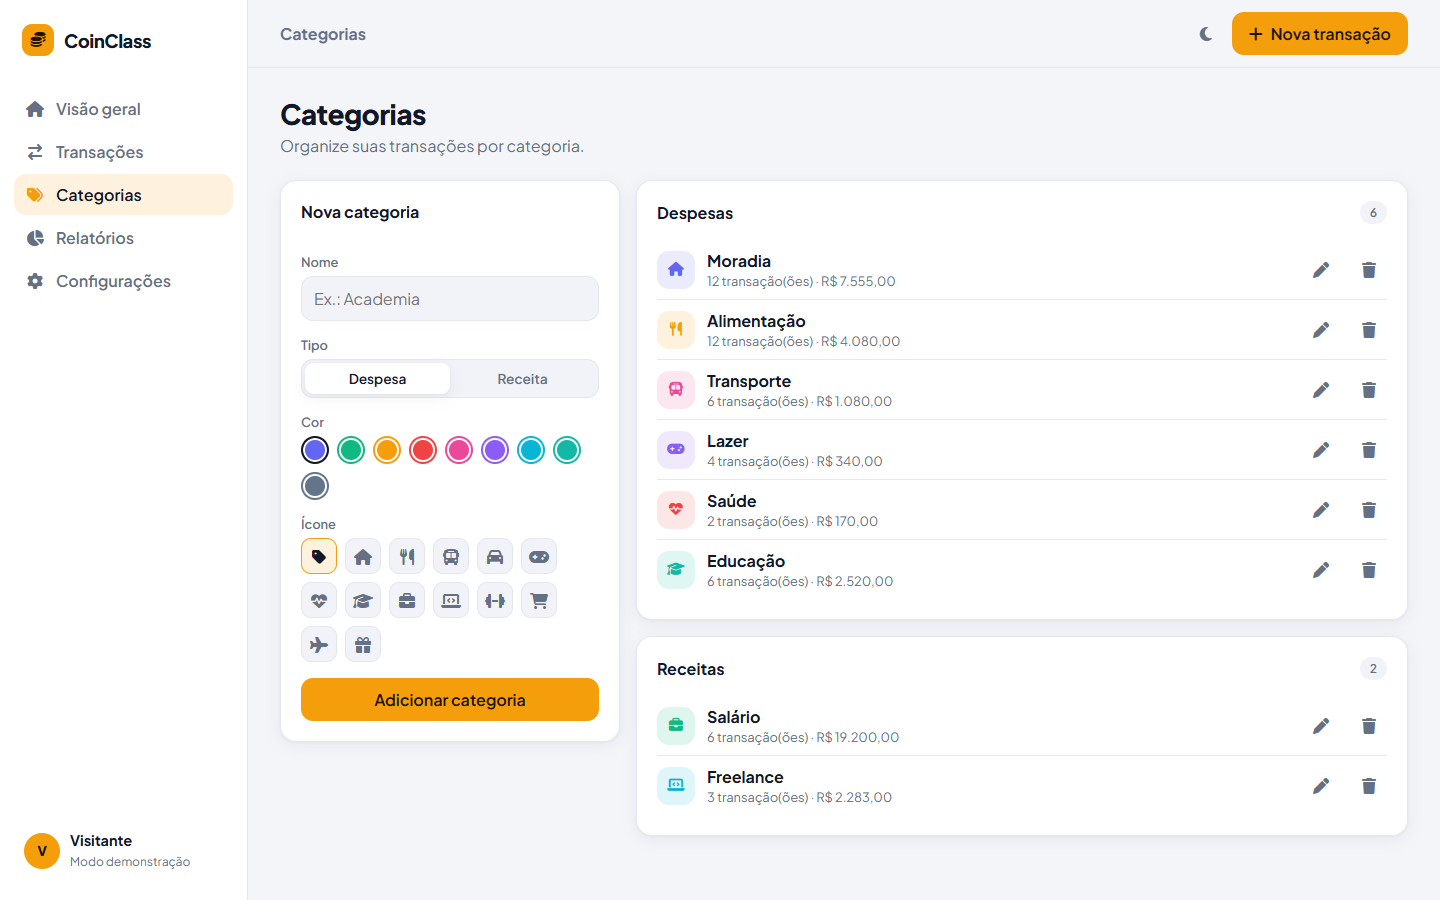 CoinClass
Visão geral
Transações
Categorias
Relatórios
Configurações
V
Visitante
Modo demonstração
Categorias
Nova transação
Categorias
Organize suas transações por categoria.
Nova categoria
Nome
Ex.: Academia
Tipo
Despesa
Receita
Cor
Ícone
Adicionar categoria
Despesas
6
Moradia
12 transação(ões) · R$ 7.555,00
Alimentação
12 transação(ões) · R$ 4.080,00
Transporte
6 transação(ões) · R$ 1.080,00
Lazer
4 transação(ões) · R$ 340,00
Saúde
2 transação(ões) · R$ 170,00
Educação
6 transação(ões) · R$ 2.520,00
Receitas
2
Salário
6 transação(ões) · R$ 19.200,00
Freelance
3 transação(ões) · R$ 2.283,00